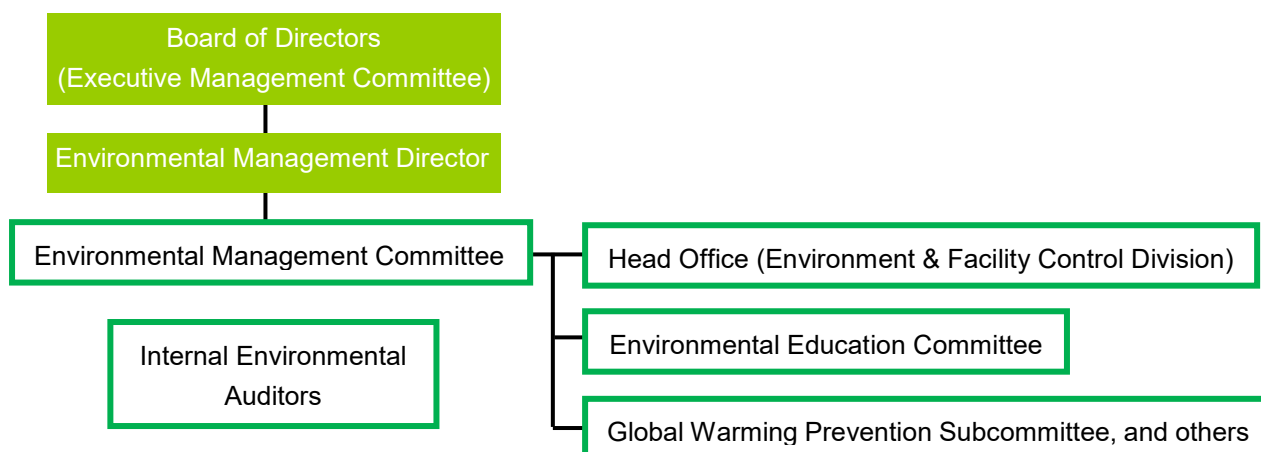 Board of Directors
(Executive Management Committee)
Environmental Management Director
Environmental Management Committee
Head Office (Environment & Facility Control Division)
Internal Environmental
Auditors
Environmental Education Committee
Global Warming Prevention Subcommittee, and others